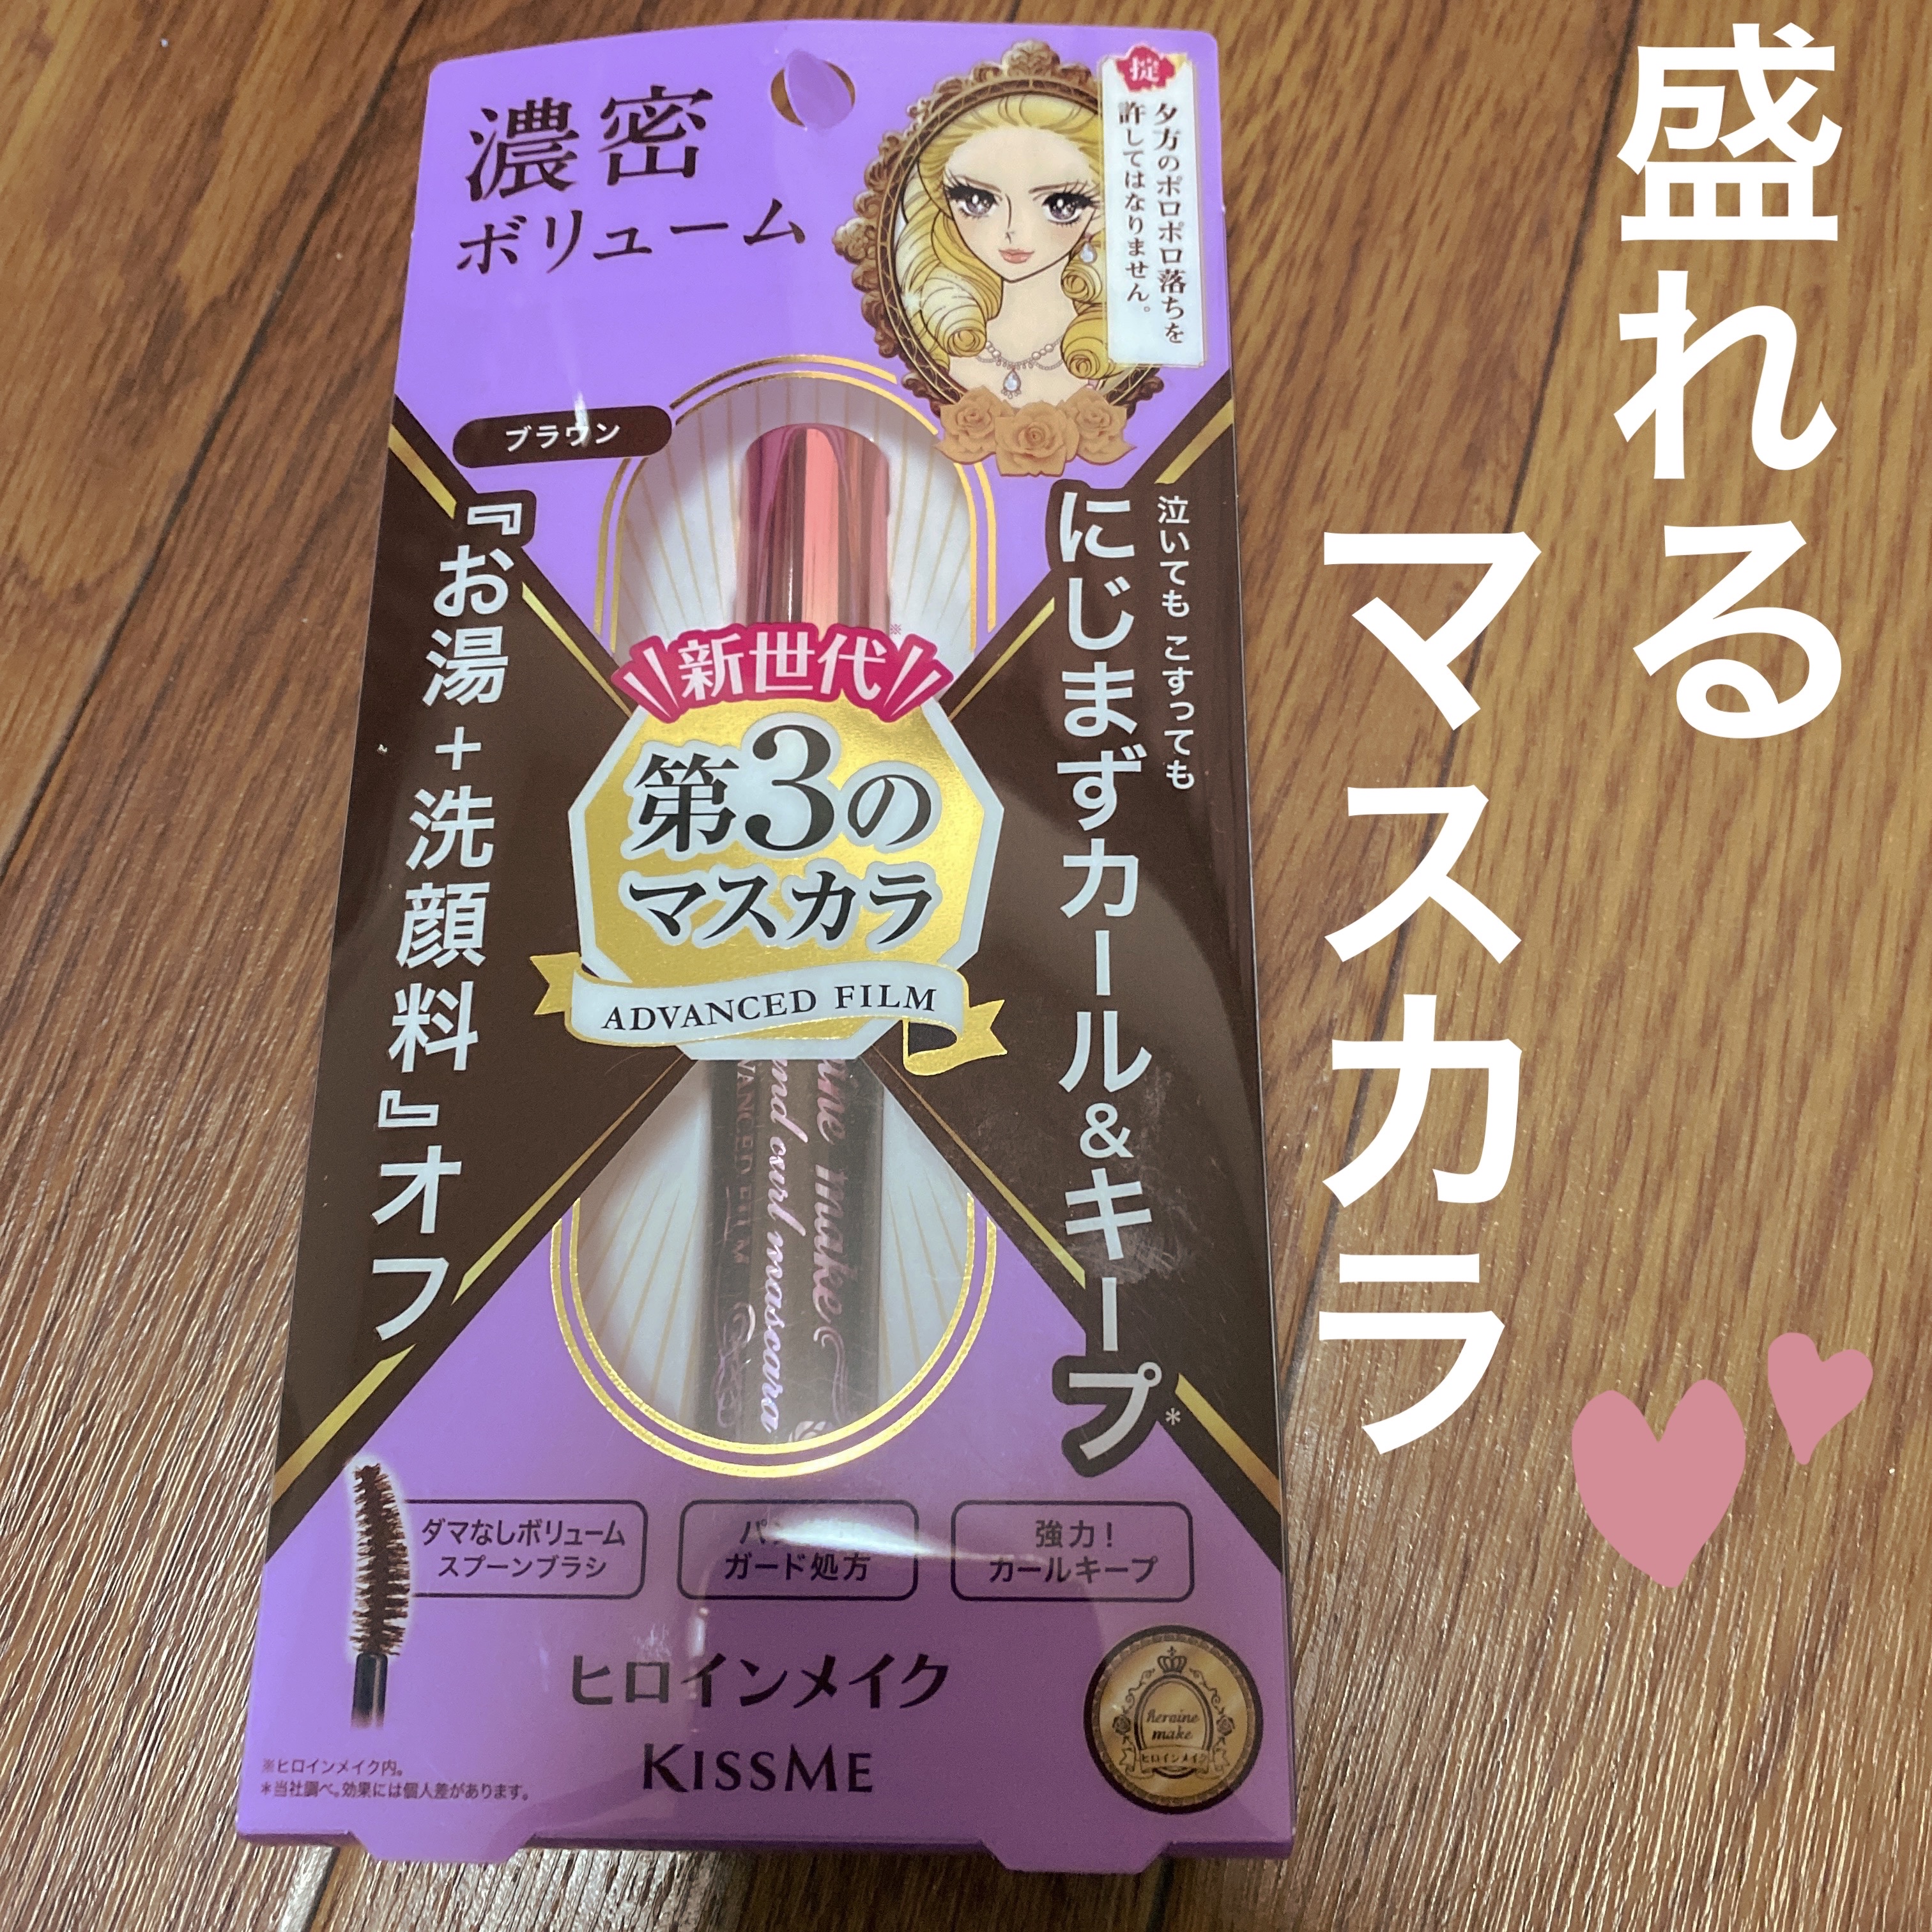 盛れる
マスカラ
濃密
ボリューム
掟
夕方のポロポロ落ちを
許してはなりません。
ブラウン
泣いても こすっても
にじまずカール&キープ*
『お湯+洗顔料』オフ
新世代※
第3の
マスカラ
ADVANCED FILM
make
curl mascara
ダマなしボリューム
スプーンブラシ
ガード処方
強力!
カールキープ
ヒロインメイク
KISSME
heroine
make
ヒロインメイク
※ヒロインメイク内。
*当社調べ。効果には個人差があります。